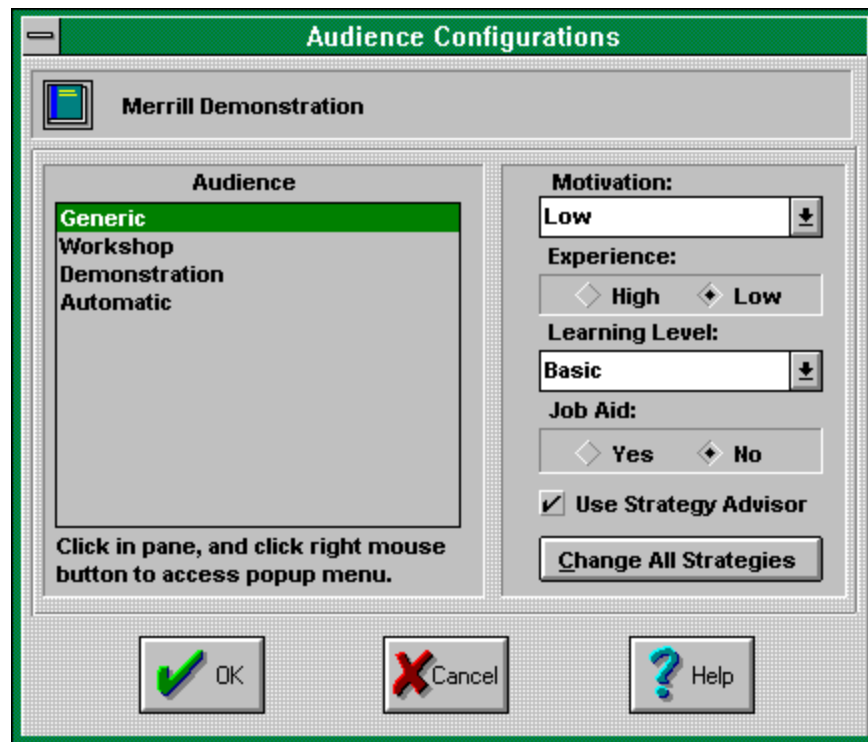 Audience Configurations
Merrill Demonstration
Audience
Generic
Workshop
Demonstration
Automatic
Click in pane, and click right mouse
button to access popup menu.
Motivation:
Low
Experience:
High Low
Learning Level:
Basic
Job Aid:
Yes No
Use Strategy Advisor
Change All Strategies
OK Cancel Help